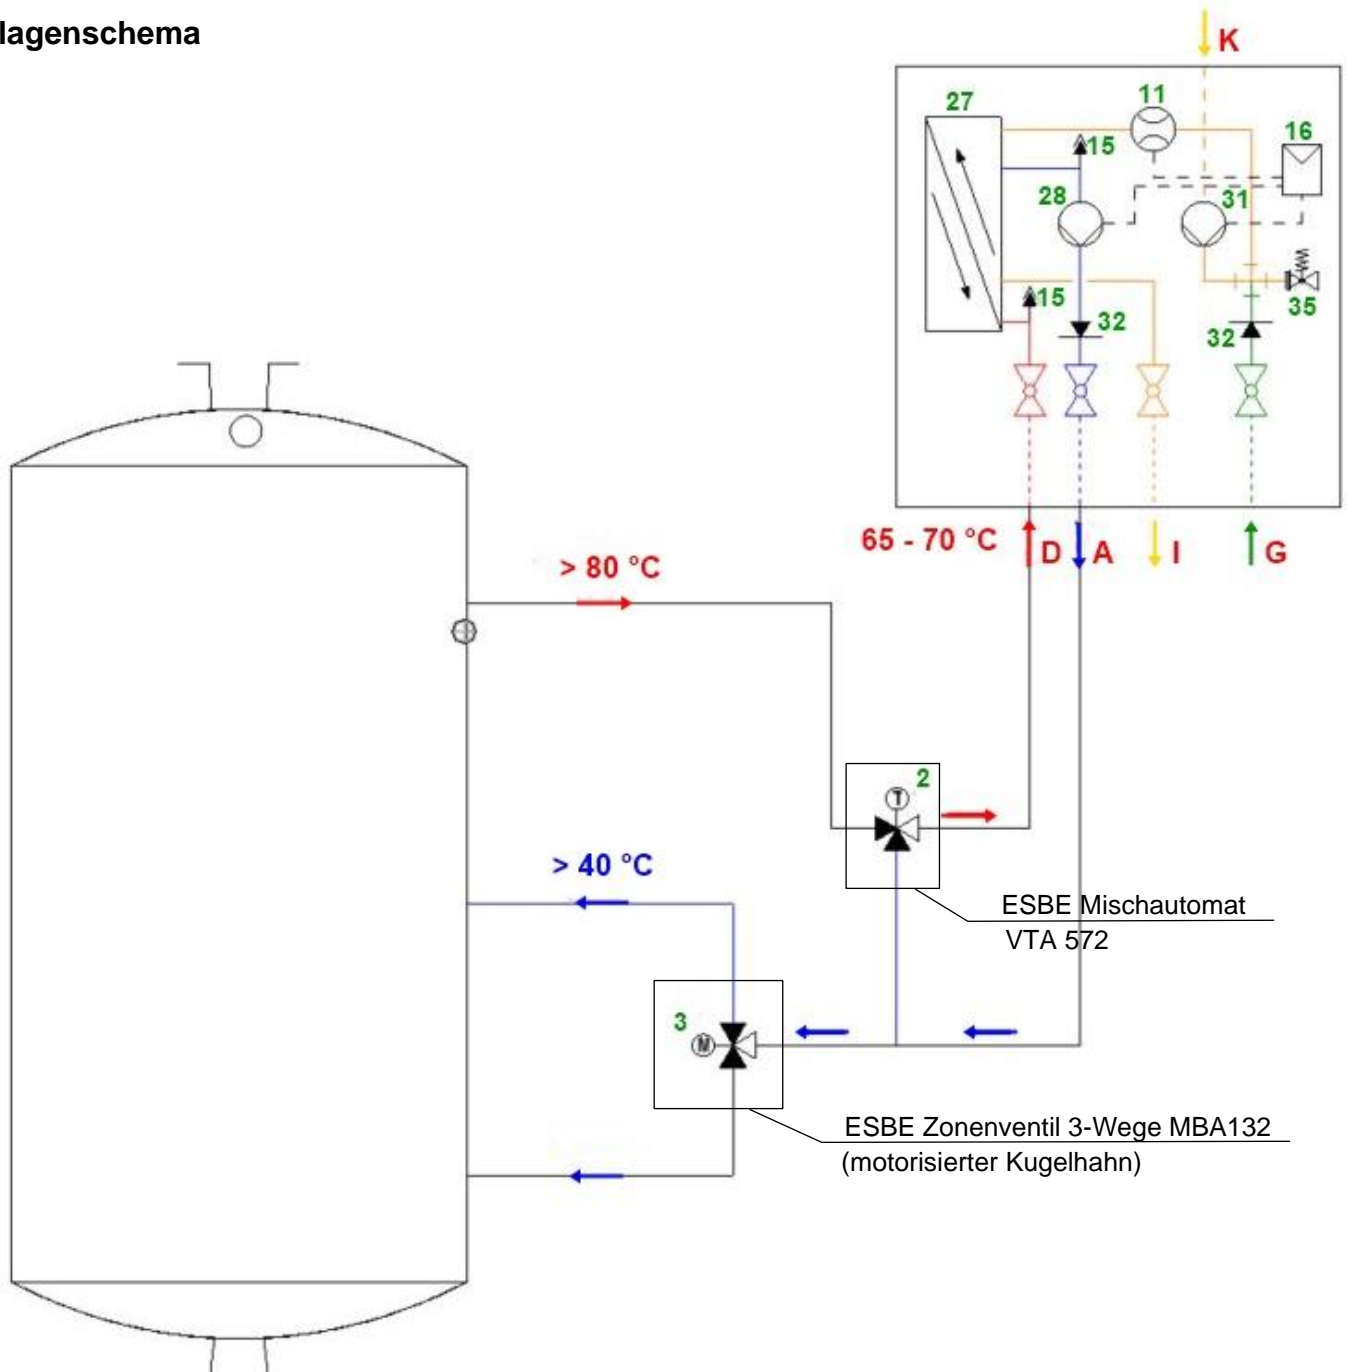 lagenschema
K
27
11
16
15
28
31
15
32
35
32
65 - 70 °C
D
A
I
G
> 80 °C
2
T
> 40 °C
ESBE Mischautomat
VTA 572
3
M
ESBE Zonenventil 3-Wege MBA132
(motorisierter Kugelhahn)